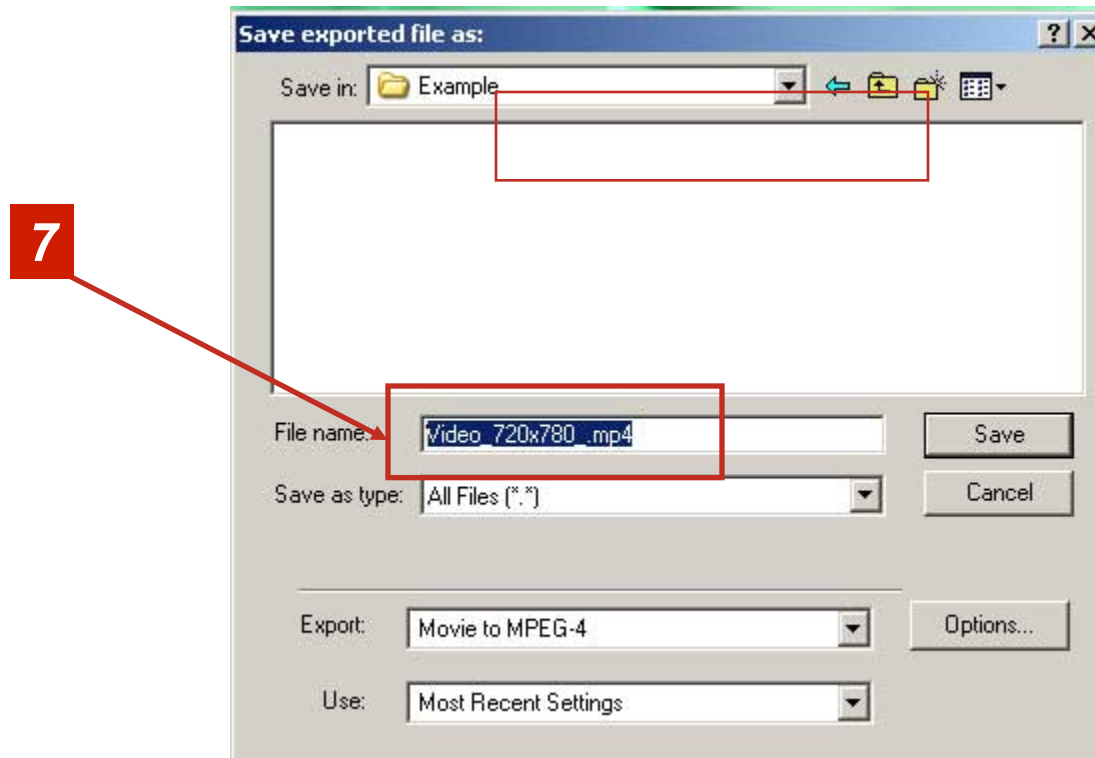 Save exported file as:
Save in: Example
7
File name: Video_720x780_.mp4
Save
Save as type: All Files (*.*)
Cancel
Export: Movie to MPEG-4
Options...
Use: Most Recent Settings